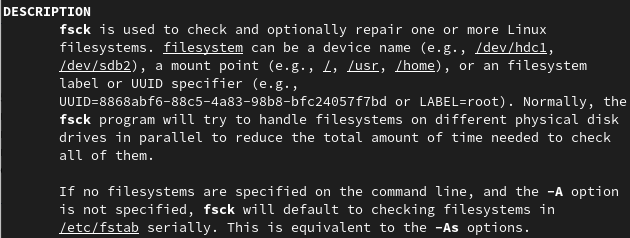 DESCRIPTION
fsck is used to check and optionally repair one or more Linux
filesystems. filesystem can be a device name (e.g., /dev/hdc1,
/dev/sdb2), a mount point (e.g., /, /usr, /home), or an filesystem
label or UUID specifier (e.g.,
UUID=8868abf6-88c5-4a83-98b8-bfc24057f7bd or LABEL=root). Normally, the
fsck program will try to handle filesystems on different physical disk
drives in parallel to reduce the total amount of time needed to check
all of them.
If no filesystems are specified on the command line, and the -A option
is not specified, fsck will default to checking filesystems in
/etc/fstab serially. This is equivalent to the -As options.